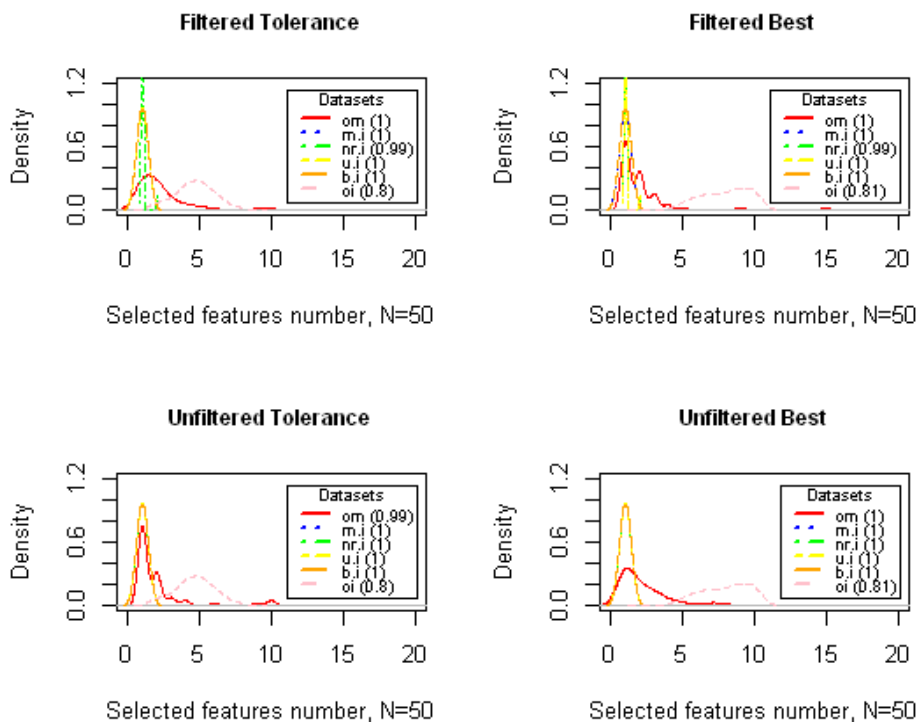 Filtered Tolerance
Density
0.0 0.6 1.2
Datasets
om (1)
m.i (1)
nr.i (0.99)
u.i (1)
b.i (1)
oi (0.8)
0 5 10 15 20
Selected features number, N=50
Filtered Best
Density
0.0 0.6 1.2
Datasets
om (1)
m.i (1)
nr.i (0.99)
u.i (1)
b.i (1)
oi (0.81)
0 5 10 15 20
Selected features number, N=50
Unfiltered Tolerance
Density
0.0 0.6 1.2
Datasets
om (0.99)
m.i (1)
nr.i (1)
u.i (1)
b.i (1)
oi (0.8)
0 5 10 15 20
Selected features number, N=50
Unfiltered Best
Density
0.0 0.6 1.2
Datasets
om (1)
m.i (1)
nr.i (1)
u.i (1)
b.i (1)
oi (0.81)
0 5 10 15 20
Selected features number, N=50